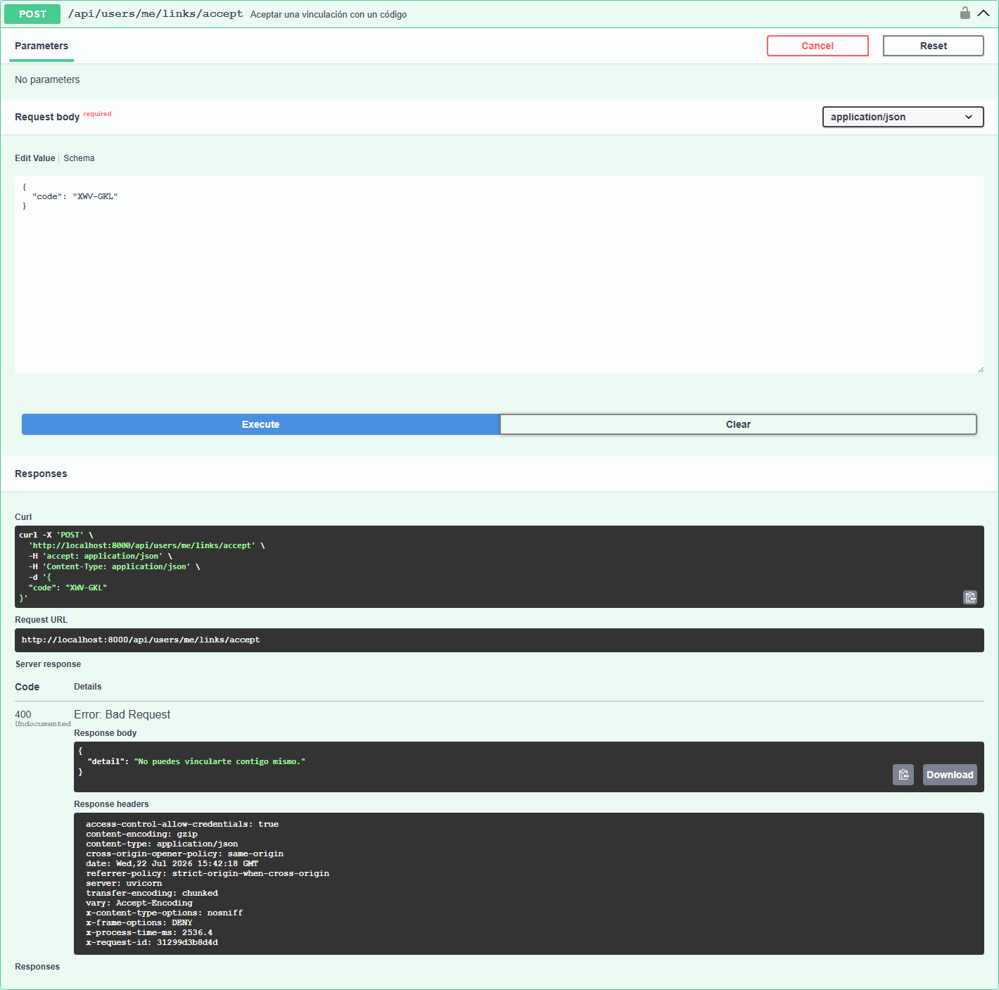 POST /api/users/me/links/accept Aceptar una vinculación con un código
Parameters Cancel Reset
No parameters
Request body required application/json
Edit Value Schema
{
  "code": "XWV-GKL"
}
Execute Clear
Responses
Curl
curl -X 'POST' \
  'http://localhost:8000/api/users/me/links/accept' \
  -H 'accept: application/json' \
  -H 'Content-Type: application/json' \
  -d '{
  "code": "XWV-GKL"
}'
Request URL
http://localhost:8000/api/users/me/links/accept
Server response
Code Details
400 Error: Bad Request
Undocumented
Response body
{
  "detail": "No puedes vincularte contigo mismo."
}
Download
Response headers
access-control-allow-credentials: true
content-encoding: gzip
content-type: application/json
cross-origin-opener-policy: same-origin
date: Wed,22 Jul 2026 15:42:18 GMT
referrer-policy: strict-origin-when-cross-origin
server: uvicorn
transfer-encoding: chunked
vary: Accept-Encoding
x-content-type-options: nosniff
x-frame-options: DENY
x-process-time-ms: 2536.4
x-request-id: 31299d3b8d4d
Responses